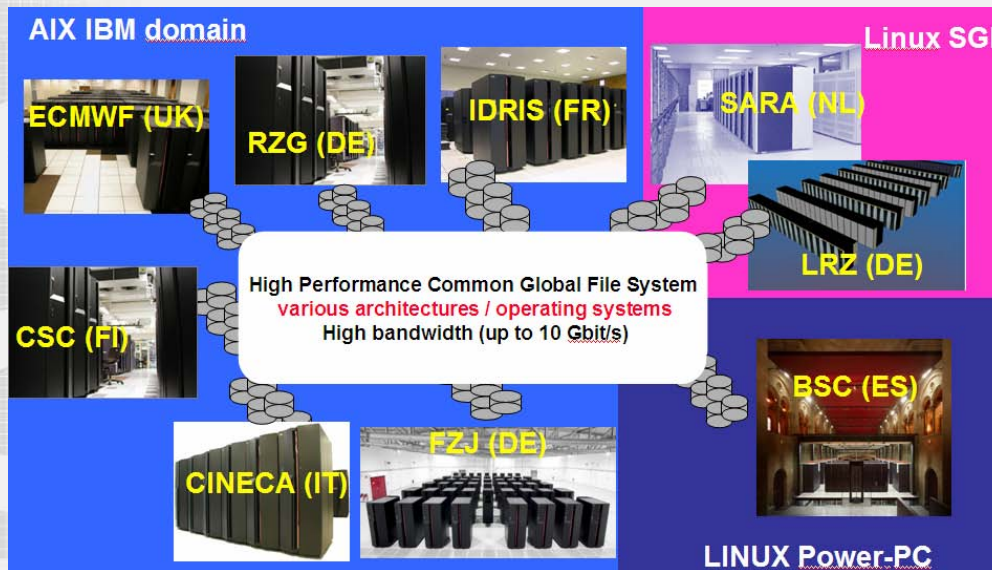 AIX IBM domain
Linux SGI
ECMWF (UK)
RZG (DE)
IDRIS (FR)
SARA (NL)
LRZ (DE)
High Performance Common Global File System
various architectures / operating systems
High bandwidth (up to 10 Gbit/s)
CSC (FI)
BSC (ES)
CINECA (IT)
FZJ (DE)
LINUX Power-PC